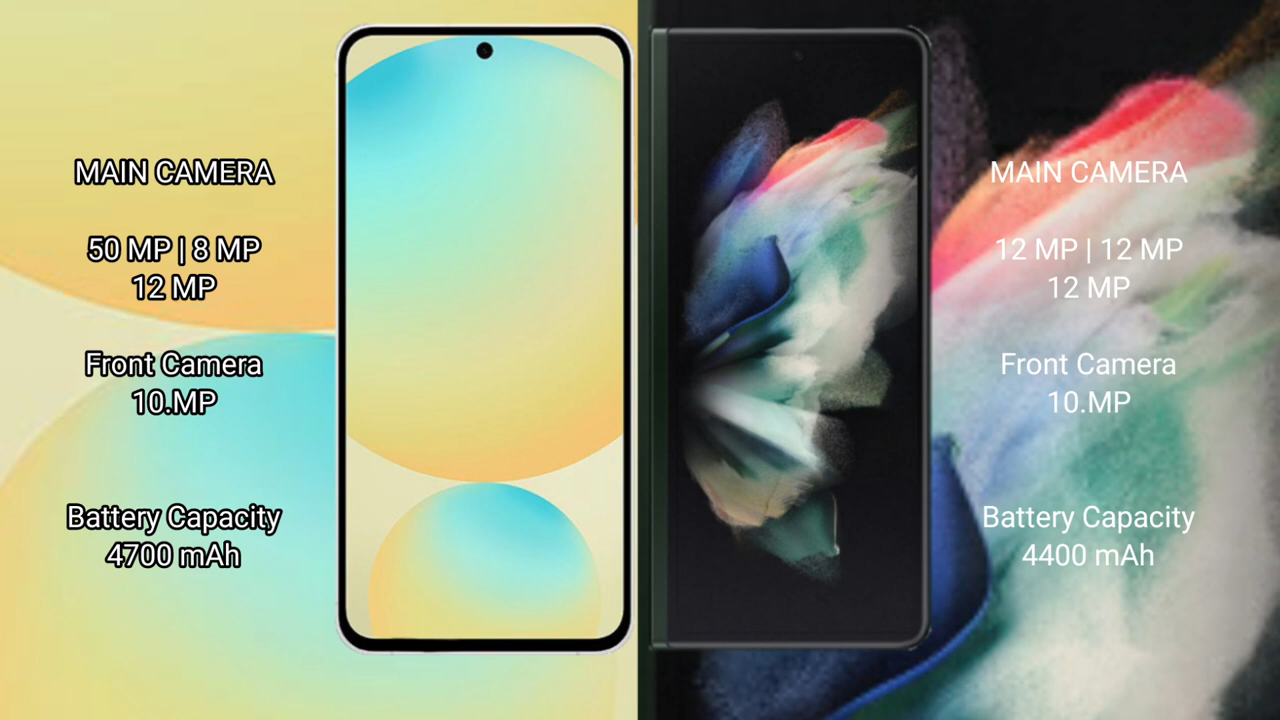 MAIN CAMERA
50 MP | 8 MP
12 MP
Front Camera
10.MP
Battery Capacity
4700 mAh
MAIN CAMERA
12 MP | 12 MP
12 MP
Front Camera
10.MP
Battery Capacity
4400 mAh